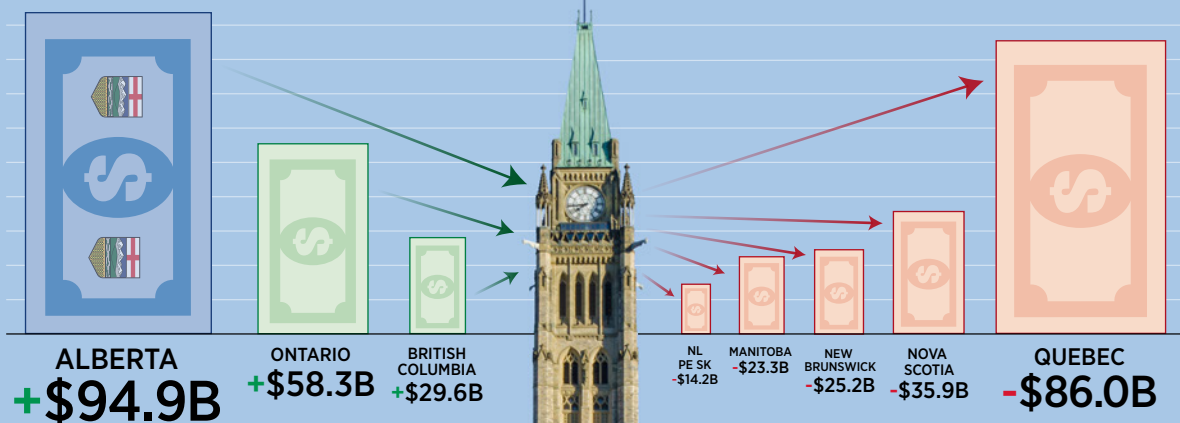 ALBERTA
+$94.9B
ONTARIO
+$58.3B
BRITISH
COLUMBIA
+$29.6B
NL
PE SK
-$14.2B
MANITOBA
-$23.3B
NEW
BRUNSWICK
-$25.2B
NOVA
SCOTIA
-$35.9B
QUEBEC
-$86.0B
$
$
$
$
$
$
$
$